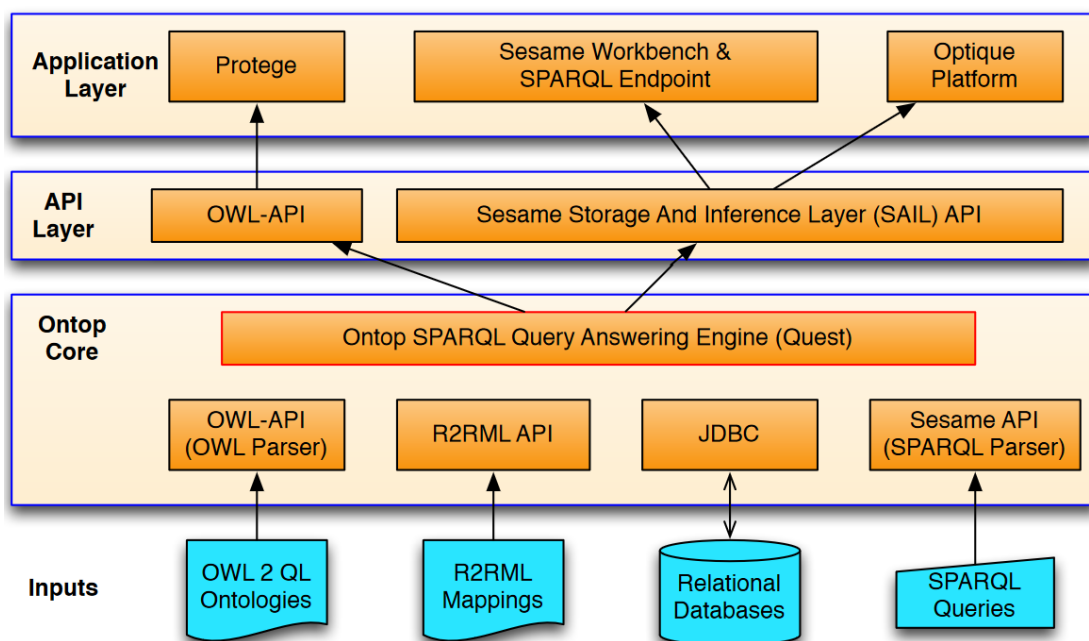 Application
Layer
Protege
Sesame Workbench &
SPARQL Endpoint
Optique
Platform
API
Layer
OWL-API
Sesame Storage And Inference Layer (SAIL) API
Ontop
Core
Ontop SPARQL Query Answering Engine (Quest)
OWL-API
(OWL Parser)
R2RML API
JDBC
Sesame API
(SPARQL Parser)
Inputs
OWL 2 QL
Ontologies
R2RML
Mappings
Relational
Databases
SPARQL
Queries